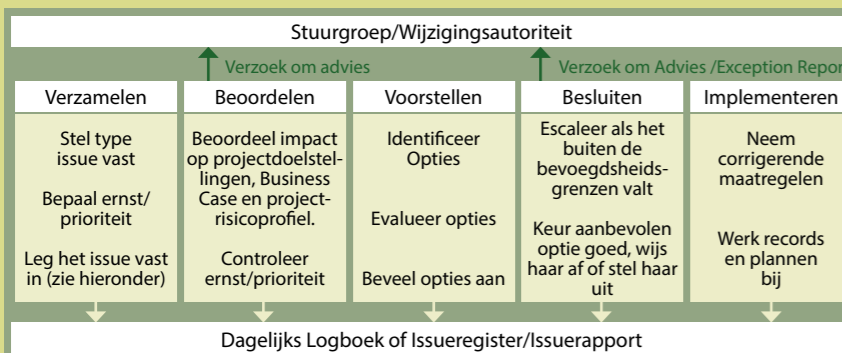 Stuurgroep/Wijzigingsautoriteit
Verzoek om advies
Verzoek om Advies /Exception Repor
Verzamelen
Stel type
issue vast
Bepaal ernst/
prioriteit
Leg het issue vast
in (zie hieronder)
Beoordelen
Beoordeel impact
op projectdoelstel-
lingen, Business
Case en project-
risicoprofiel.
Controleer
ernst/prioriteit
Voorstellen
Identificeer
Opties
Evalueer opties
Beveel opties aan
Besluiten
Escaleer als het
buiten de
bevoegdsheids-
grenzen valt
Keur aanbevolen
optie goed, wijs
haar af of stel haar
uit
Implementeren
Neem
corrigerende
maatregelen
Werk records
en plannen
bij
Dagelijks Logboek of Issueregister/Issuerapport